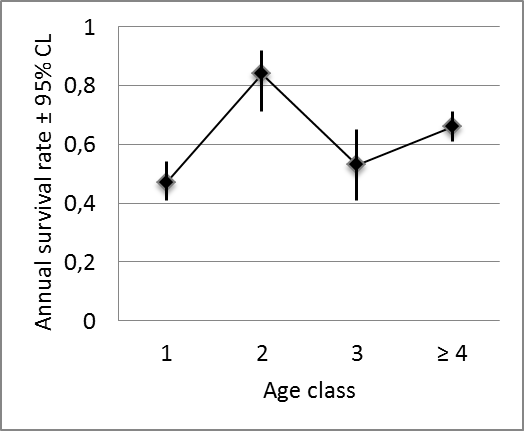 Annual survival rate ± 95% CL
1
0,8
0,6
0,4
0,2
0
1 2 3 ≥ 4
Age class